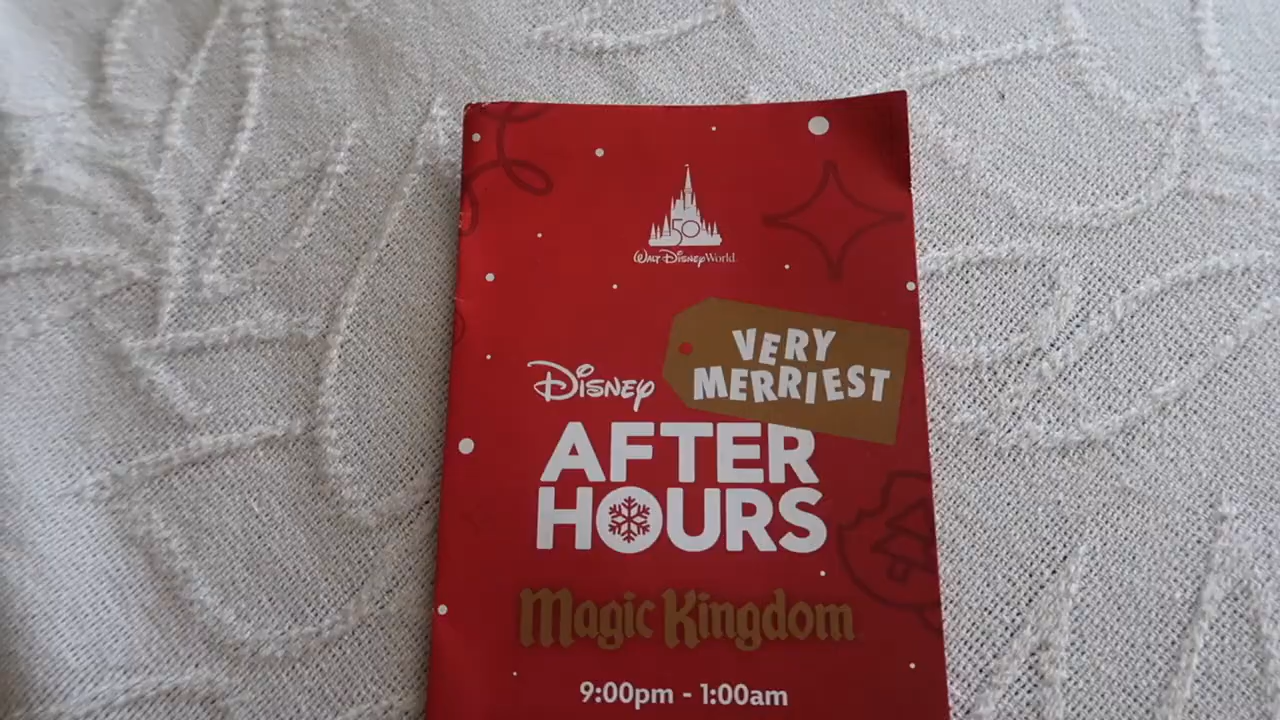 50
Walt Disney World
VERY
MERRIEST
Disney
AFTER
HOURS
Magic Kingdom
9:00pm - 1:00am